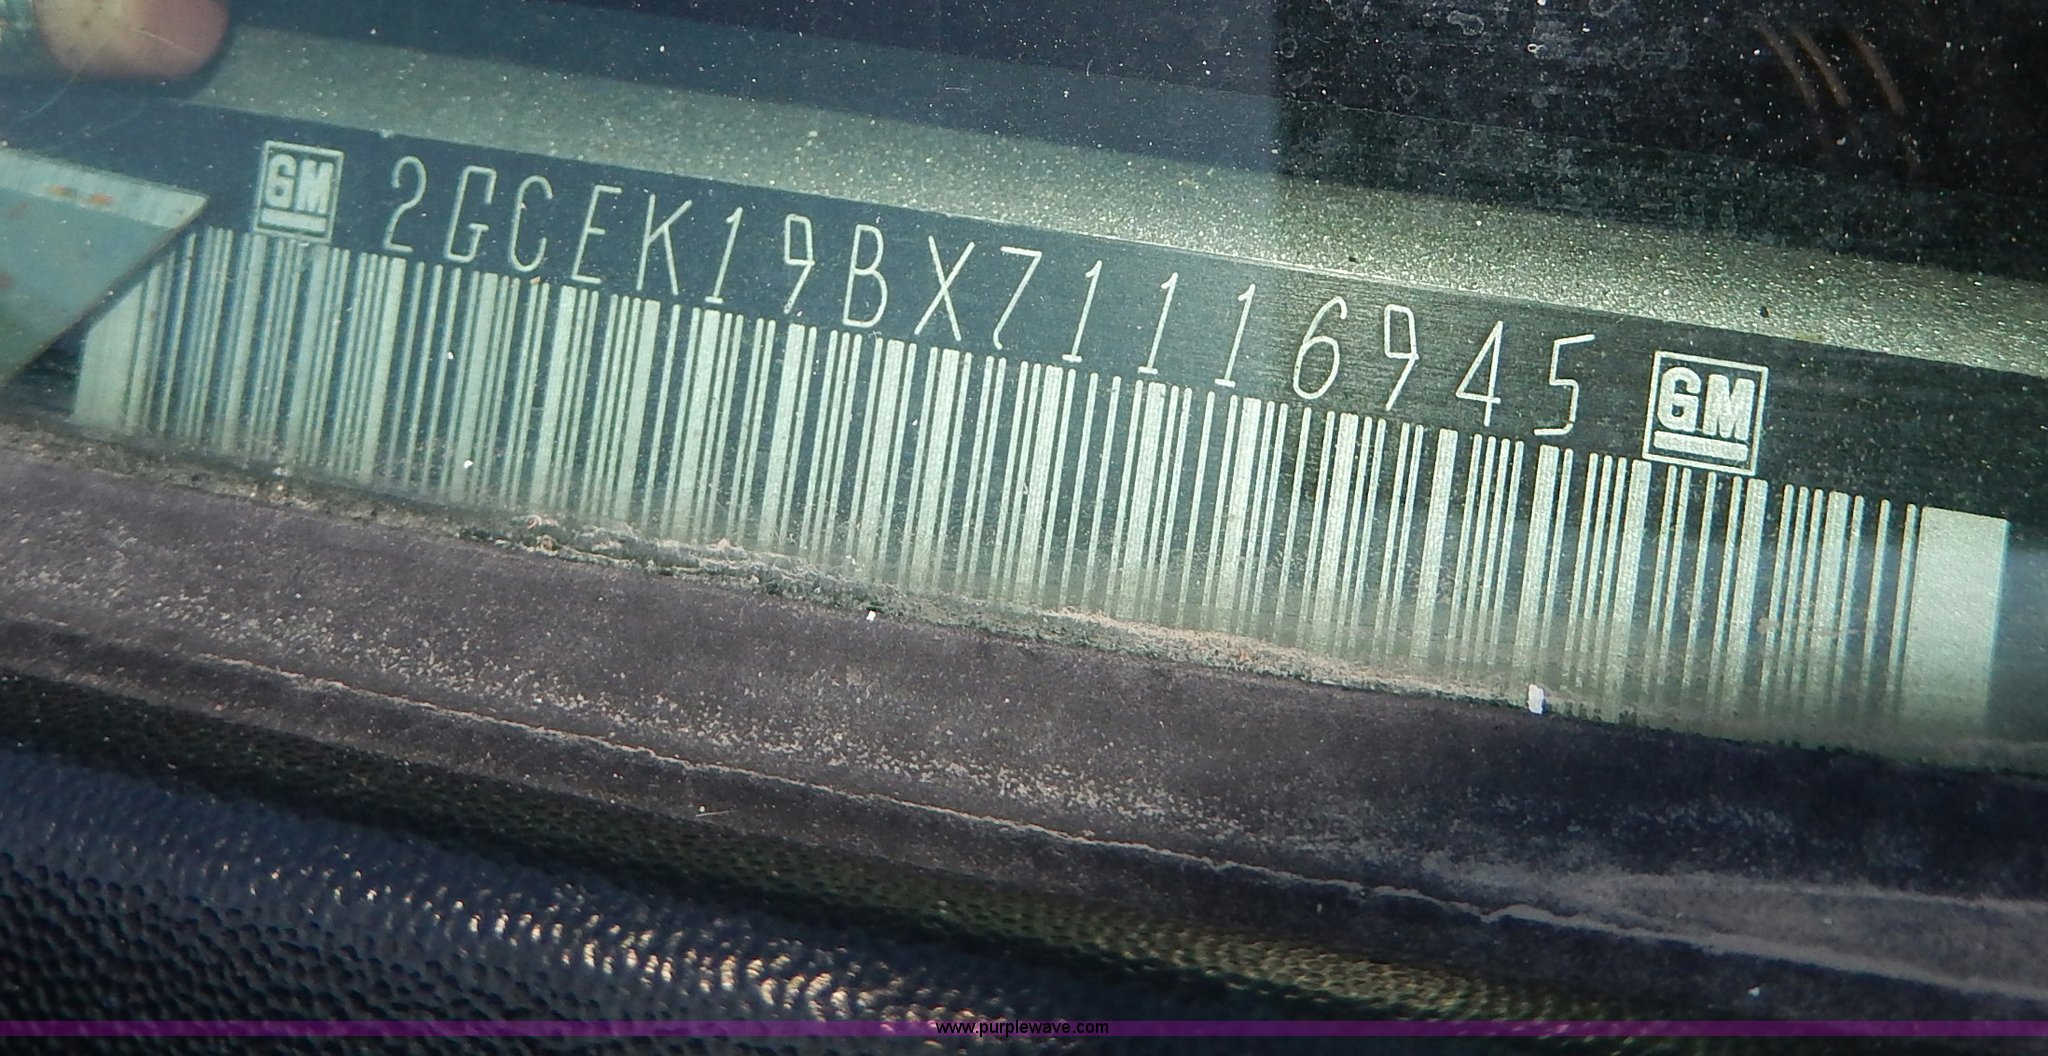 GM 2GCEK19BX71116945 GM
www.purplewave.com